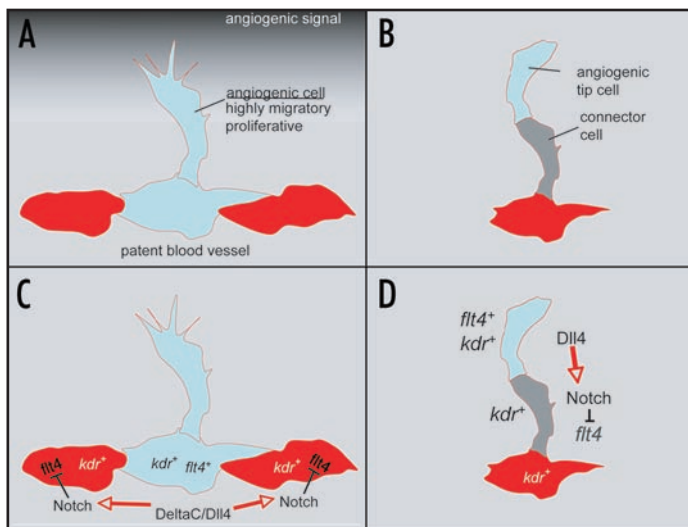 A
angiogenic signal
angiogenic cell
highly migratory
proliferative
patent blood vessel
B
angiogenic
tip cell
connector
cell
C
flt4
kdr+
kdr+
flt4+
kdr+
flt4
Notch
DeltaC/Dll4
Notch
D
flt4+
kdr+
Dll4
kdr+
Notch
flt4
kdr+